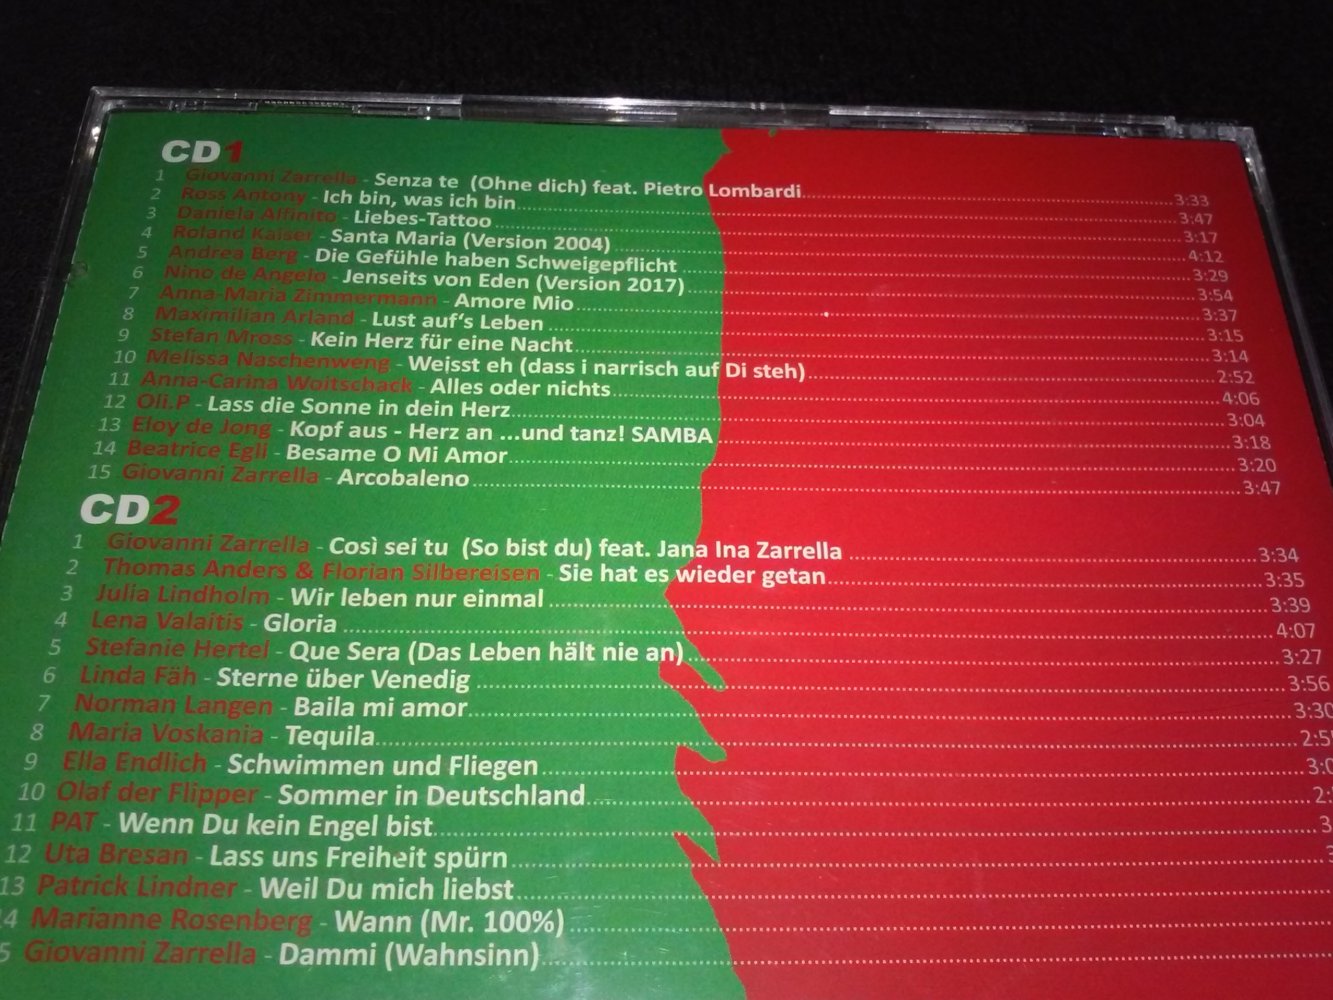 CD1
1 Giovanni Zarrella - Senza te (Ohne dich) feat. Pietro Lombardi 3:33
2 Ross Antony - Ich bin, was ich bin 3:47
3 Daniela Alfinito - Liebes-Tattoo 3:17
4 Roland Kaiser - Santa Maria (Version 2004) 4:12
5 Andrea Berg - Die Gefühle haben Schweigepflicht 3:29
6 Nino de Angelo - Jenseits von Eden (Version 2017) 3:54
7 Anna-Maria Zimmermann - Amore Mio 3:37
8 Maximilian Arland - Lust auf's Leben 3:15
9 Stefan Mross - Kein Herz für eine Nacht 3:14
10 Melissa Naschenweng - Weisst eh (dass i narrisch auf Di steh) 2:52
11 Anna-Carina Woitschack - Alles oder nichts 4:06
12 Oli.P - Lass die Sonne in dein Herz 3:04
13 Eloy de Jong - Kopf aus - Herz an ...und tanz! SAMBA 3:18
14 Beatrice Egli - Besame O Mi Amor 3:20
15 Giovanni Zarrella - Arcobaleno 3:47
CD2
1 Giovanni Zarrella - Così sei tu (So bist du) feat. Jana Ina Zarrella 3:34
2 Thomas Anders & Florian Silbereisen - Sie hat es wieder getan 3:35
3 Julia Lindholm - Wir leben nur einmal 3:39
4 Lena Valaitis - Gloria 4:07
5 Stefanie Hertel - Que Sera (Das Leben hält nie an) 3:27
6 Linda Fäh - Sterne über Venedig 3:56
7 Norman Langen - Baila mi amor 3:30
8 Maria Voskania - Tequila 2:5
9 Ella Endlich - Schwimmen und Fliegen 3:0
10 Olaf der Flipper - Sommer in Deutschland 2:
11 PAT - Wenn Du kein Engel bist 3
12 Uta Bresan - Lass uns Freiheit spürn
13 Patrick Lindner - Weil Du mich liebst
4 Marianne Rosenberg - Wann (Mr. 100%)
5 Giovanni Zarrella - Dammi (Wahnsinn)